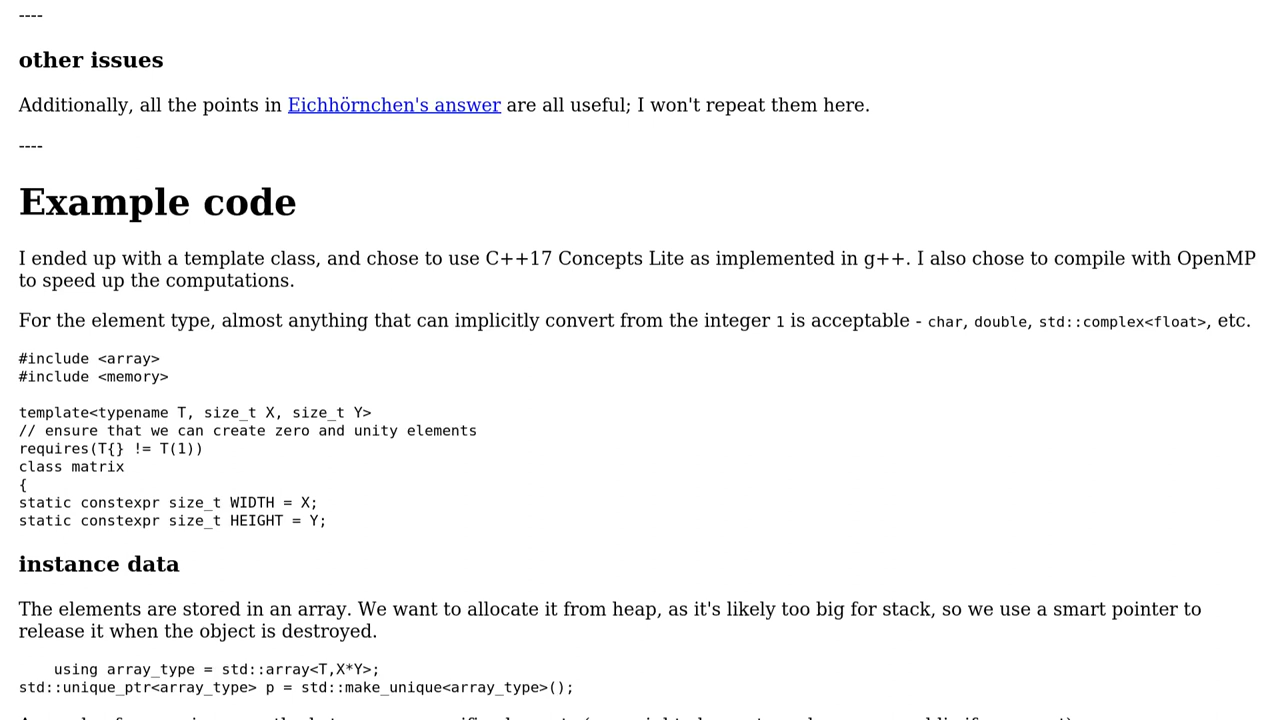 ----
other issues
Additionally, all the points in Eichhörnchen's answer are all useful; I won't repeat them here.
----
Example code
I ended up with a template class, and chose to use C++17 Concepts Lite as implemented in g++. I also chose to compile with OpenMP
to speed up the computations.
For the element type, almost anything that can implicitly convert from the integer 1 is acceptable - char, double, std::complex<float>, etc.
#include <array>
#include <memory>
template<typename T, size_t X, size_t Y>
// ensure that we can create zero and unity elements
requires(T{} != T(1))
class matrix
{
static constexpr size_t WIDTH = X;
static constexpr size_t HEIGHT = Y;
instance data
The elements are stored in an array. We want to allocate it from heap, as it's likely too big for stack, so we use a smart pointer to
release it when the object is destroyed.
    using array_type = std::array<T,X*Y>;
std::unique_ptr<array_type> p = std::make_unique<array_type>();